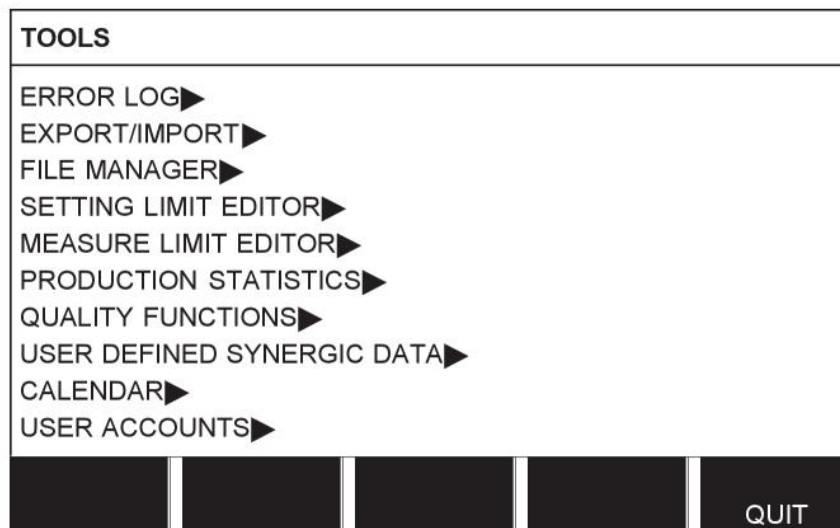 TOOLS
ERROR LOG▶
EXPORT/IMPORT▶
FILE MANAGER▶
SETTING LIMIT EDITOR▶
MEASURE LIMIT EDITOR▶
PRODUCTION STATISTICS▶
QUALITY FUNCTIONS▶
USER DEFINED SYNERGIC DATA▶
CALENDAR▶
USER ACCOUNTS▶
QUIT